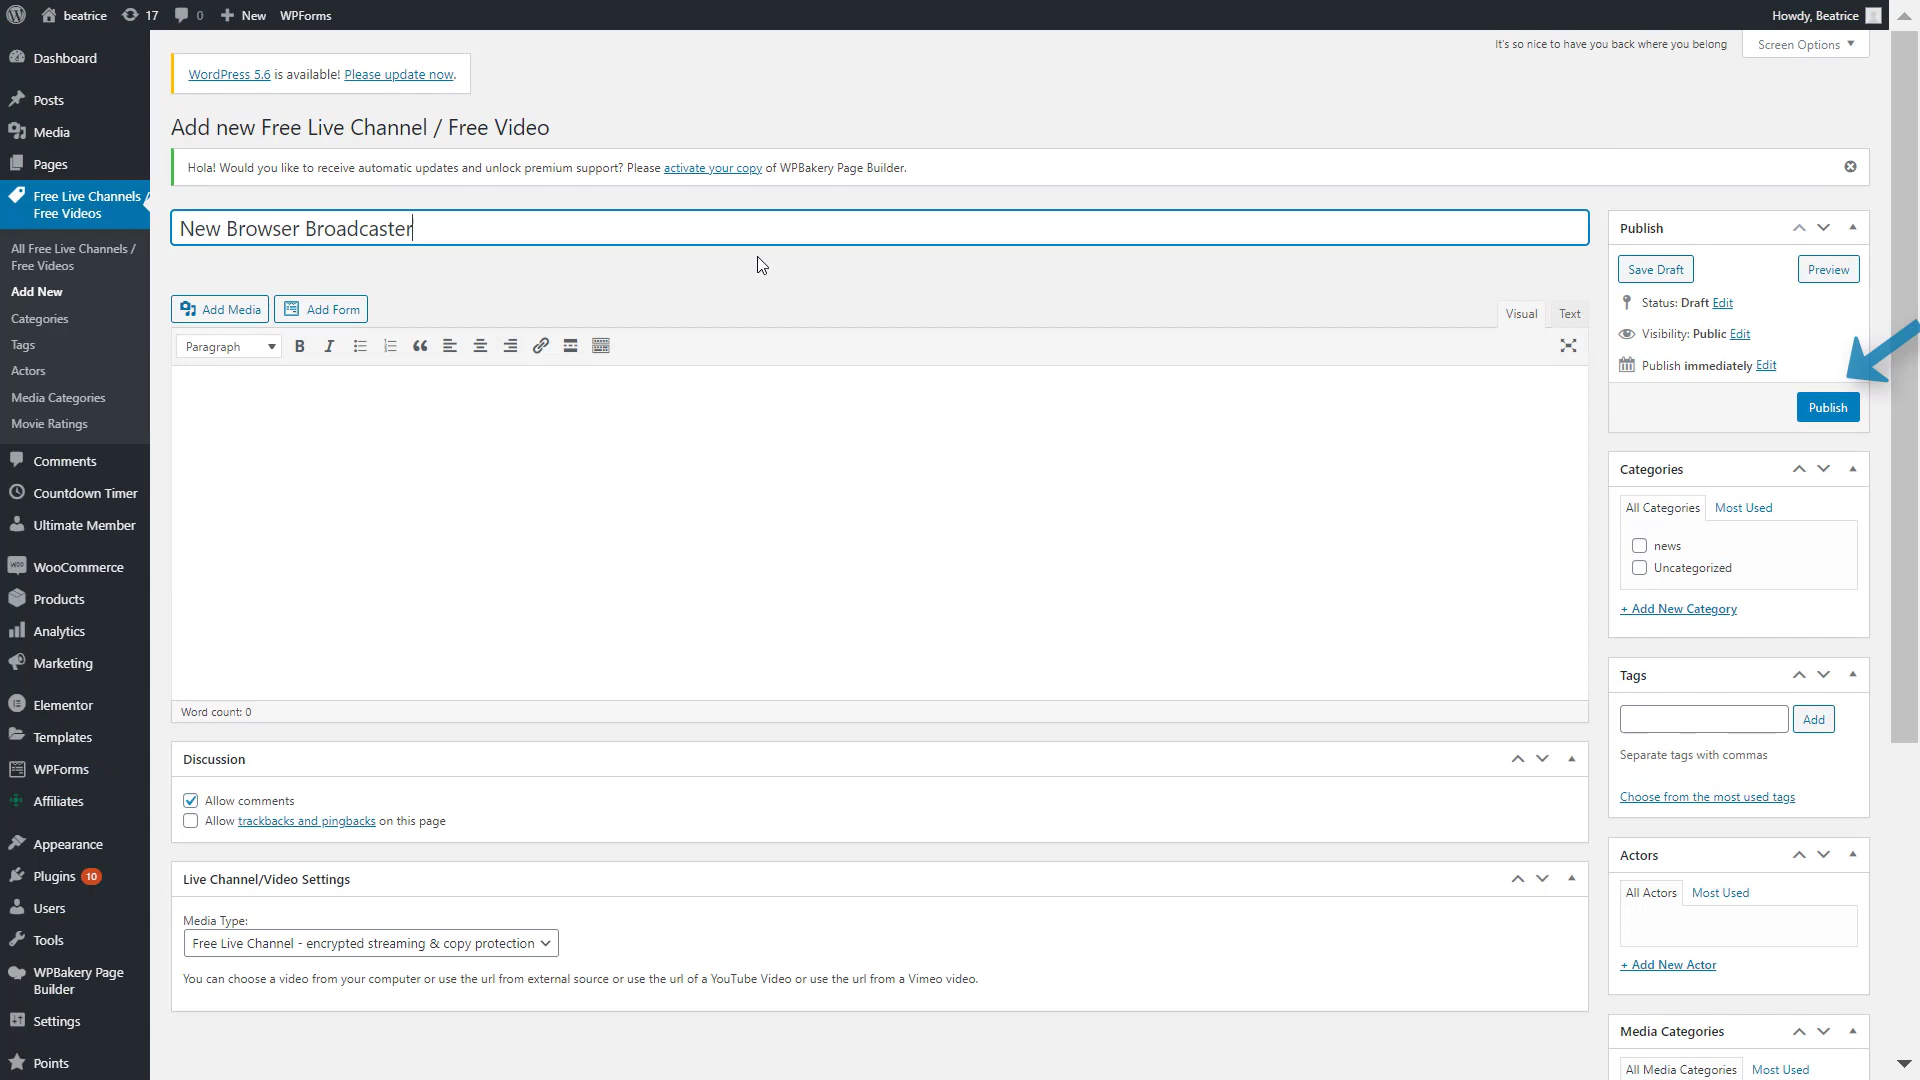 beatrice
17
0
New
WPForms
Howdy, Beatrice
Dashboard
Posts
Media
Pages
Free Live Channels /
Free Videos
All Free Live Channels /
Free Videos
Add New
Categories
Tags
Actors
Media Categories
Movie Ratings
Comments
Countdown Timer
Ultimate Member
WooCommerce
Products
Analytics
Marketing
Elementor
Templates
WPForms
Affiliates
Appearance
Plugins 10
Users
Tools
WPBakery Page
Builder
Settings
Points
It's so nice to have you back where you belong
Screen Options
WordPress 5.6 is available! Please update now.
Add new Free Live Channel / Free Video
Hola! Would you like to receive automatic updates and unlock premium support? Please activate your copy of WPBakery Page Builder.
New Browser Broadcaster
Add Media
Add Form
Visual
Text
Paragraph
Word count: 0
Discussion
Allow comments
Allow trackbacks and pingbacks on this page
Live Channel/Video Settings
Media Type:
Free Live Channel - encrypted streaming & copy protection
You can choose a video from your computer or use the url from external source or use the url of a YouTube Video or use the url from a Vimeo video.
Publish
Save Draft
Preview
Status: Draft Edit
Visibility: Public Edit
Publish immediately Edit
Publish
Categories
All Categories
Most Used
news
Uncategorized
+ Add New Category
Tags
Add
Separate tags with commas
Choose from the most used tags
Actors
All Actors
Most Used
+ Add New Actor
Media Categories
All Media Categories
Most Used